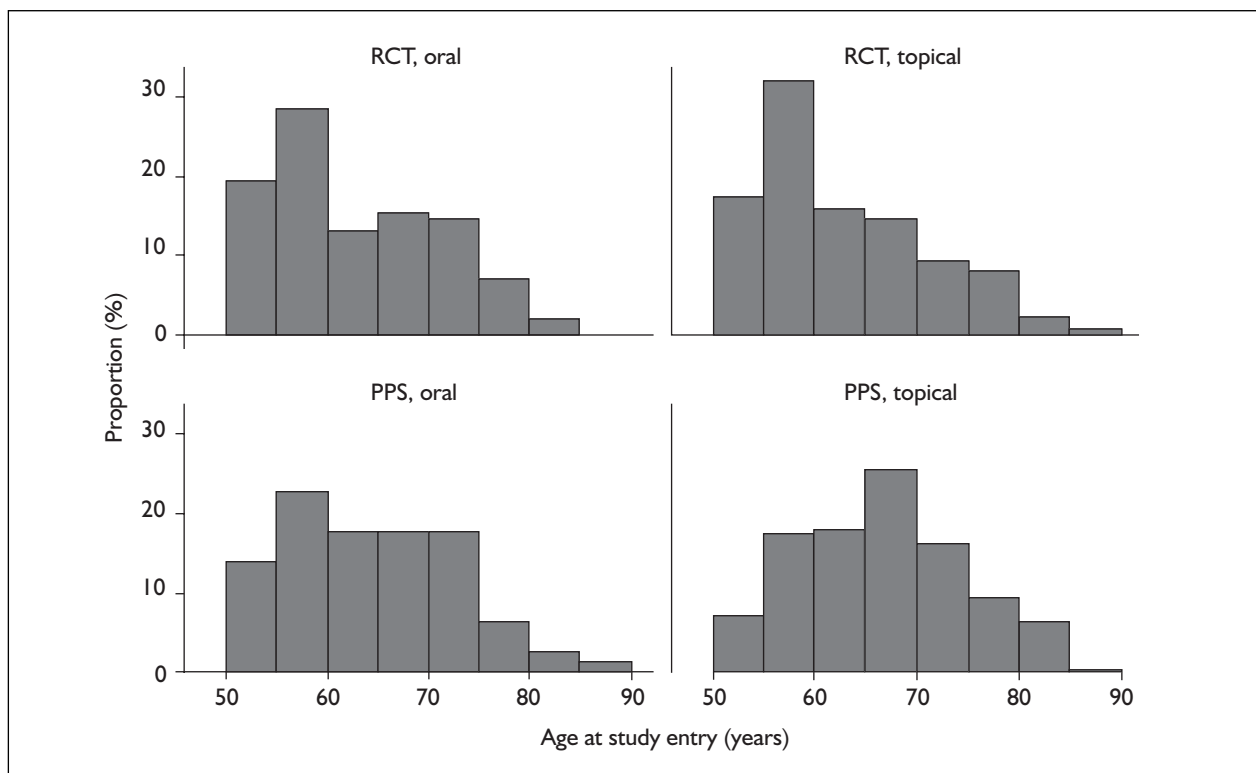 RCT, oral
RCT, topical
30
20
10
0
Proportion (%)
PPS, oral
PPS, topical
30
20
10
0
50 60 70 80 90
50 60 70 80 90
Age at study entry (years)